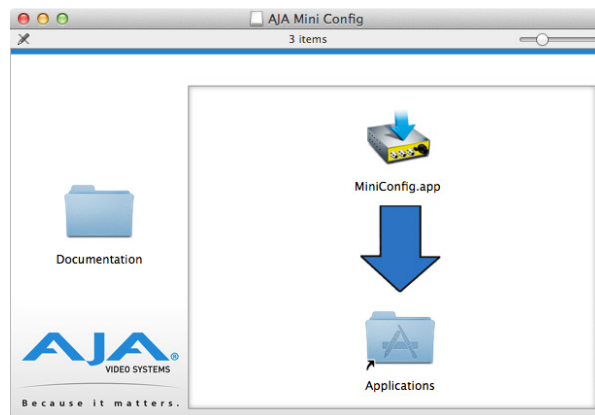 AJA Mini Config
3 items
MiniConfig.app
Documentation
Applications
AJA®
VIDEO SYSTEMS
Because it matters.